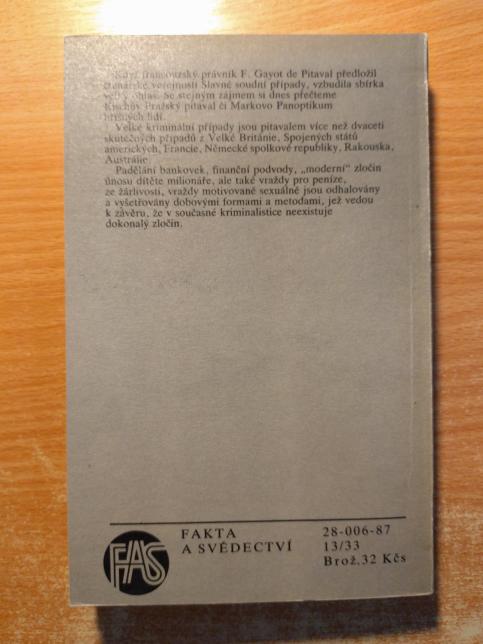 Když francouzský právník F. Gayot de Pitaval předložil
čtenářské veřejnosti Slavné soudní případy, vzbudila sbírka
velký ohlas. Se stejným zájmem si dnes přečteme
Kischův Pražský pitaval či Markovo Panoptikum
hříšných lidí.
Velké kriminální případy jsou pitavalem více než dvaceti
skutečných případů z Velké Británie, Spojených států
amerických, Francie, Německé spolkové republiky, Rakouska,
Austrálie.
Padělání bankovek, finanční podvody, „moderní“ zločin
únosu dítěte milionáře, ale také vraždy pro peníze,
ze žárlivosti, vraždy motivované sexuálně jsou odhalovány
a vyšetřovány dobovými formami a metodami, jež vedou
k závěru, že v současné kriminalistice neexistuje
dokonalý zločin.
FAS
FAKTA
A SVĚDECTVÍ
28-006-87
13/33
Brož.32 Kčs